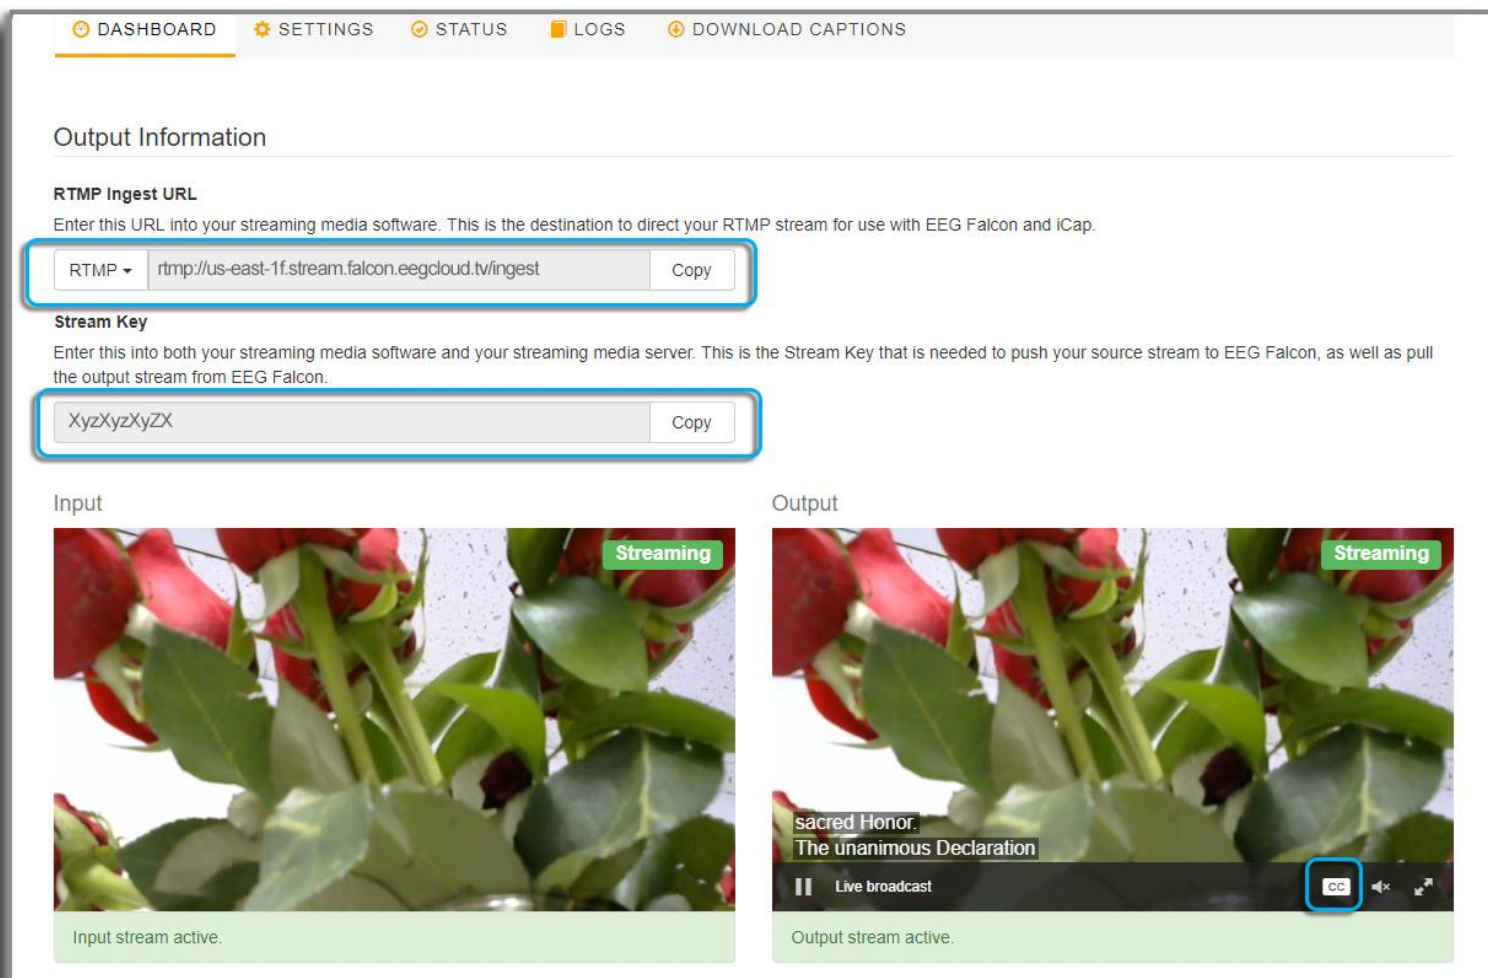 DASHBOARD SETTINGS STATUS LOGS DOWNLOAD CAPTIONS
Output Information
RTMP Ingest URL
Enter this URL into your streaming media software. This is the destination to direct your RTMP stream for use with EEG Falcon and iCap.
RTMP rtmp://us-east-1f.stream.falcon.eegcloud.tv/ingest Copy
Stream Key
Enter this into both your streaming media software and your streaming media server. This is the Stream Key that is needed to push your source stream to EEG Falcon, as well as pull
the output stream from EEG Falcon.
XyzXyzXyZX Copy
Input Output
Streaming Streaming
sacred Honor.
The unanimous Declaration
Live broadcast CC
Input stream active. Output stream active.